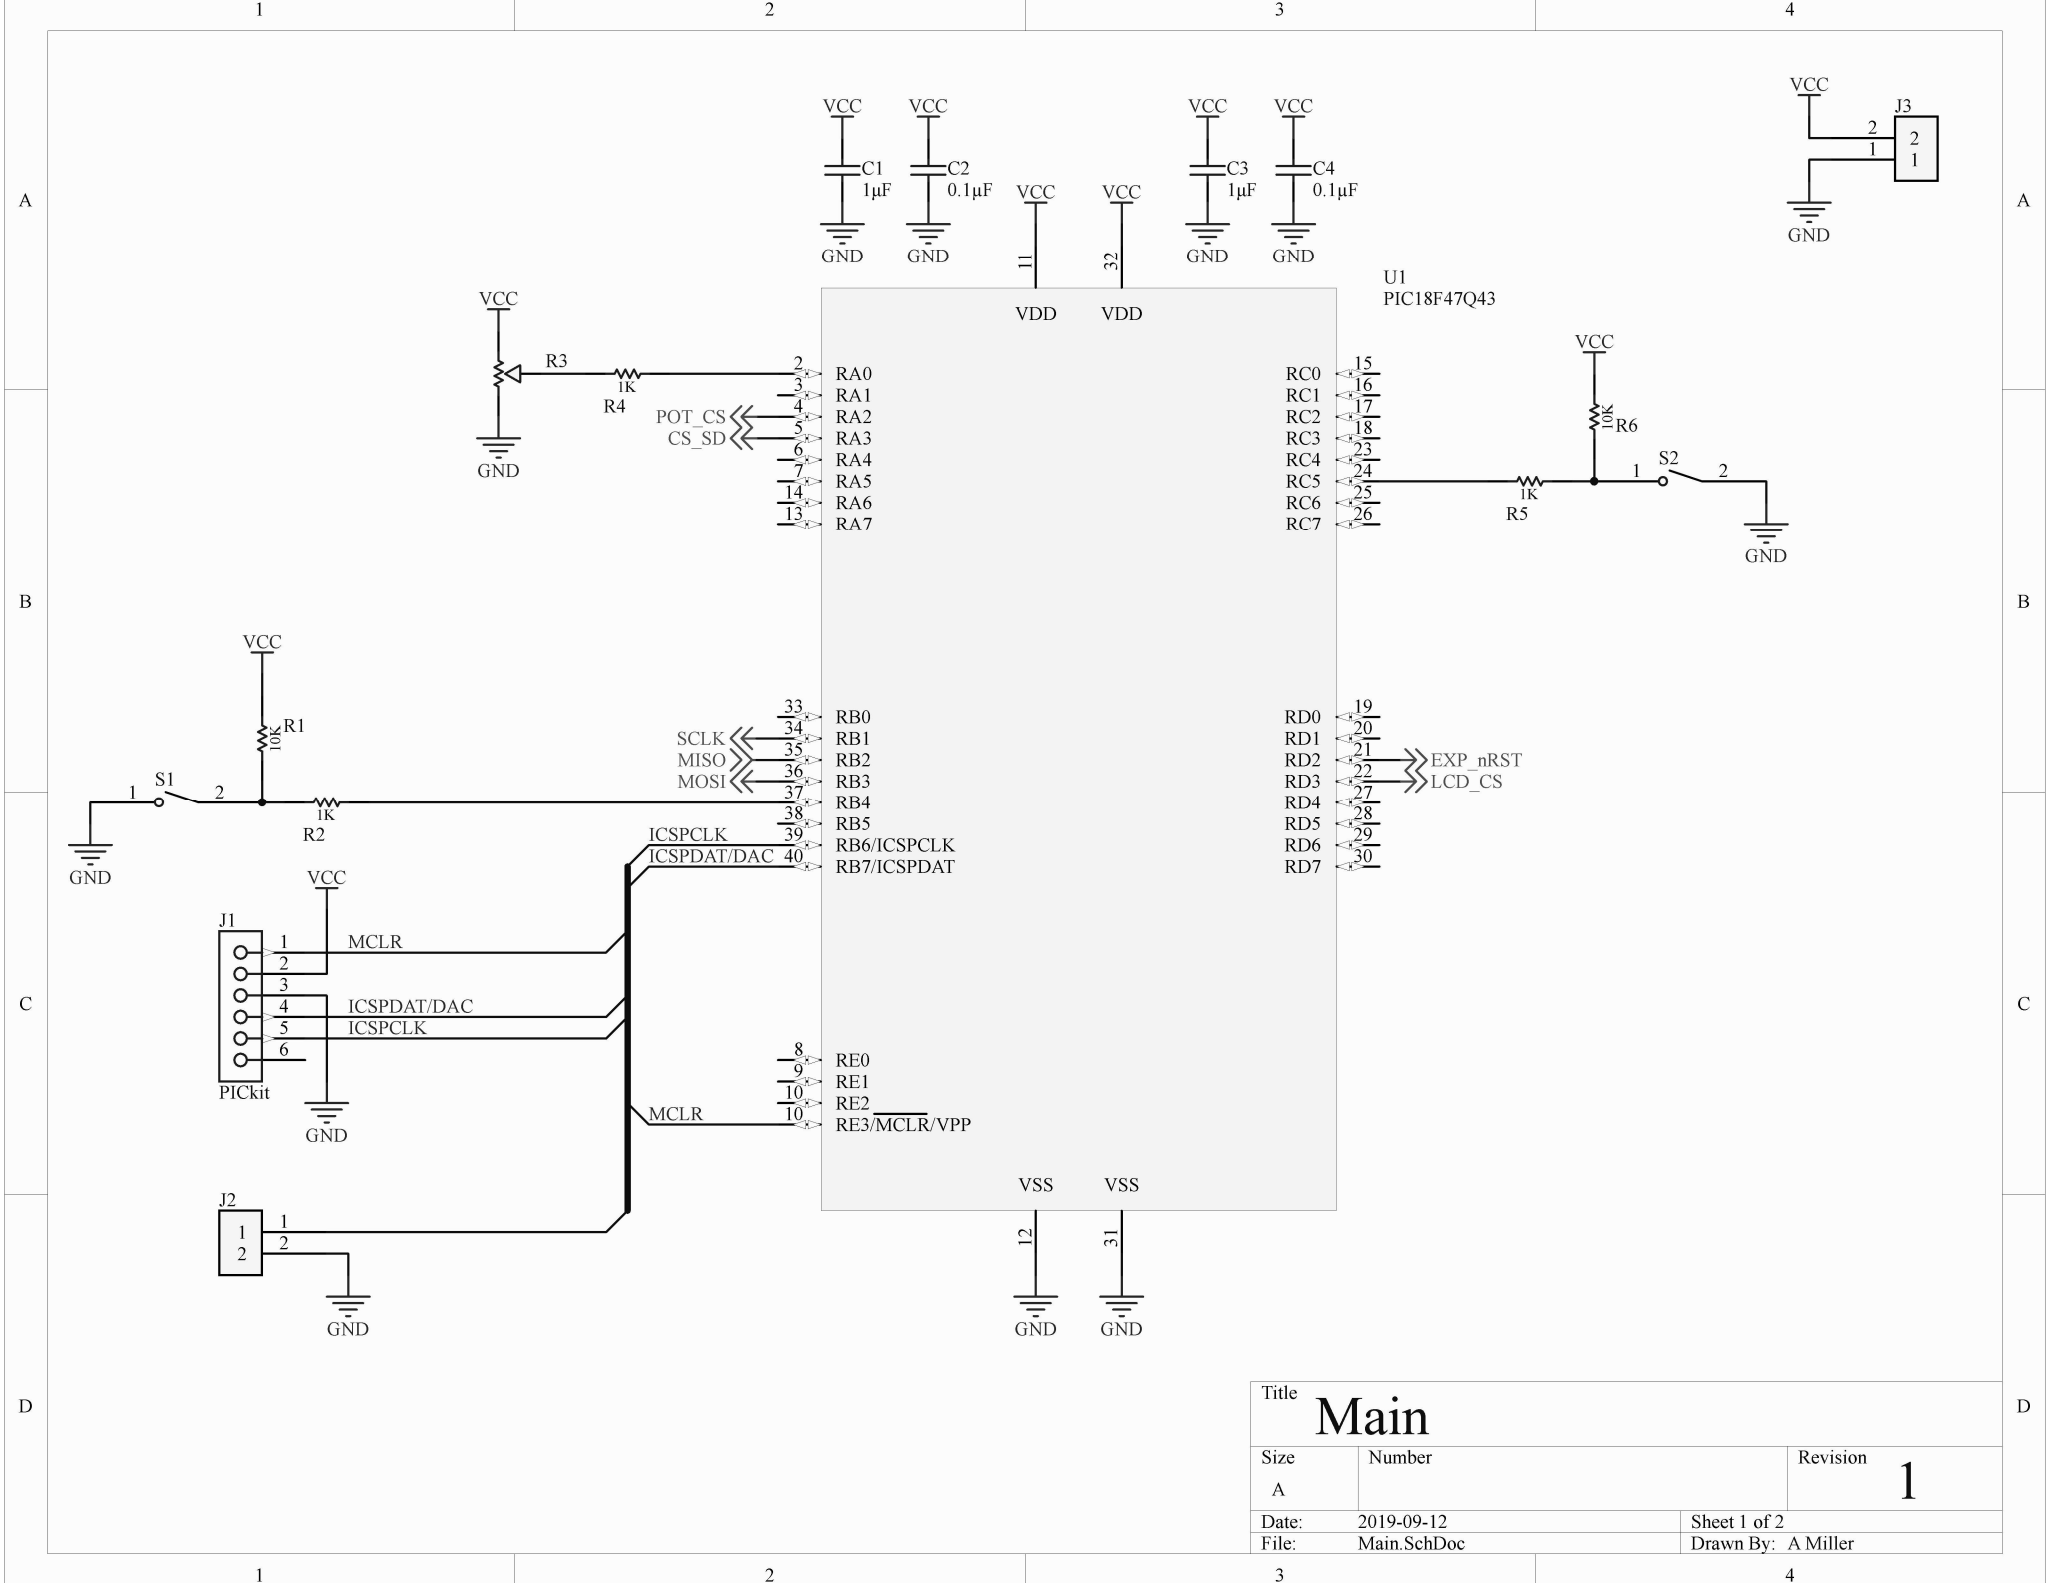 1 2 3 4
A A
B B
C C
D D
VCC VCC VCC VCC
C1 C2 C3 C4
1µF 0.1µF 1µF 0.1µF
GND GND GND GND
VCC VCC
11 32
VDD VDD
VCC
J3
2 2
1 1
GND
U1
PIC18F47Q43
VCC
R3
1K
R4
GND
POT_CS
CS_SD
2 RA0
3 RA1
4 RA2
5 RA3
6 RA4
7 RA5
14 RA6
13 RA7
RC0 15
RC1 16
RC2 17
RC3 18
RC4 23
RC5 24
RC6 25
RC7 26
VCC
10K
R6
1K
R5
1 S2 2
GND
VCC
10K
R1
1 S1 2
1K
R2
GND
SCLK
MISO
MOSI
33 RB0
34 RB1
35 RB2
36 RB3
37 RB4
38 RB5
ICSPCLK 39 RB6/ICSPCLK
ICSPDAT/DAC 40 RB7/ICSPDAT
RD0 19
RD1 20
RD2 21 EXP_nRST
RD3 22 LCD_CS
RD4 27
RD5 28
RD6 29
RD7 30
VCC
J1
1 MCLR
2
3
4 ICSPDAT/DAC
5 ICSPCLK
6
PICkit
GND
8 RE0
9 RE1
10 RE2
MCLR 10 RE3/MCLR/VPP
VSS VSS
12 31
GND GND
J2
1 1
2 2
GND
Title
Main
Size
A
Number
Revision
1
Date: 2019-09-12 Sheet 1 of 2
File: Main.SchDoc Drawn By: A Miller
1 2 3 4